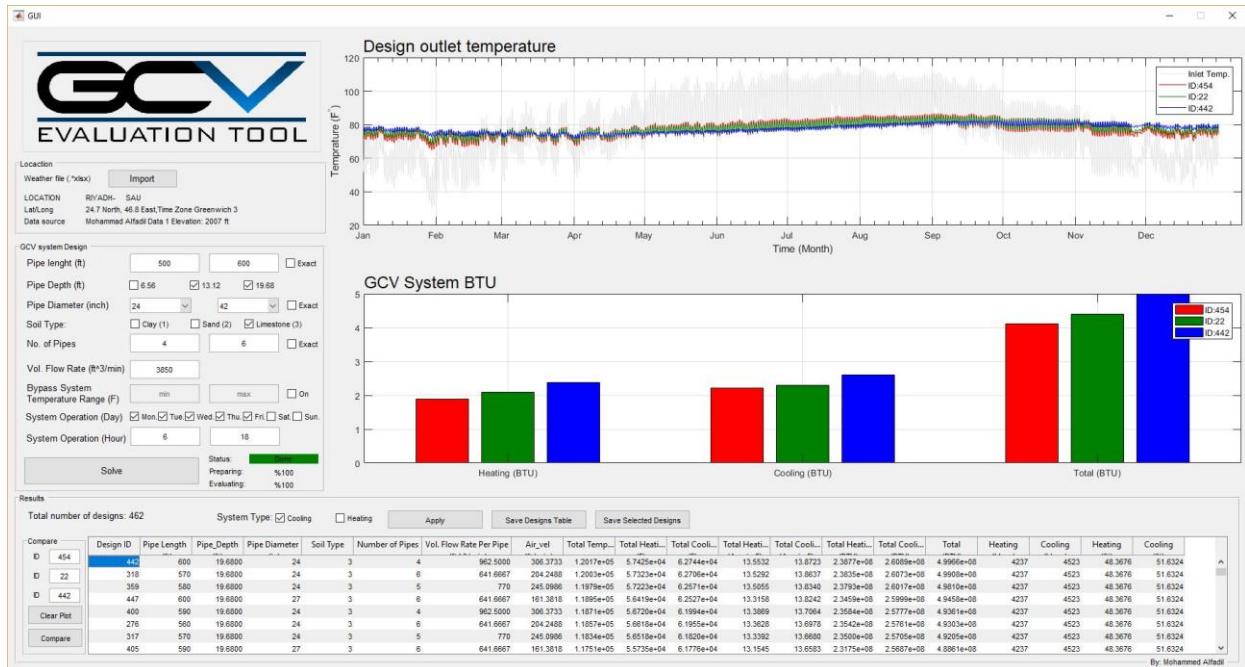 GUI
GCV
EVALUATION TOOL
Design outlet temperature
Temprature (F°)
120
100
80
60
40
20
Jan Feb Mar Apr May Jun Jul Aug Sep Oct Nov Dec
Time (Month)
Inlet Temp.
ID:454
ID:22
ID:442
Locaction
Weather file (.*xlsx) Import
LOCATION RIYADH- SAU
Lat/Long 24.7 North, 46.8 East,Time Zone Greenwich 3
Data source Mohammed Alfadil Data 1 Elevation: 2007 ft
GCV system Design
Pipe lenght (ft) 500 600 Exact
Pipe Depth (ft) 6.56 13.12 19.68
Pipe Diameter (inch) 24 42 Exact
Soil Type: Clay (1) Sand (2) Limestone (3)
No. of Pipes 4 6 Exact
Vol. Flow Rate (ft^3/min) 3850
Bypass System
Temperature Range (F) min max On
System Operation (Day) Mon. Tue. Wed. Thu. Fri. Sat. Sun.
System Operation (Hour) 6 18
Solve
Status: Done
Preparing: %100
Evaluating: %100
GCV System BTU
5
4
3
2
1
0
Heating (BTU) Cooling (BTU) Total (BTU)
ID:454
ID:22
ID:442
Results
Total number of designs: 462 System Type: Cooling Heating Apply Save Designs Table Save Selected Designs
Compare
ID 454
ID 22
ID 442
Clear Plot
Compare
Design ID Pipe Length Pipe_Depth Pipe Diameter Soil Type Number of Pipes Vol. Flow Rate Per Pipe Air_vel Total Temp... Total Heati... Total Cooli... Total Heati... Total Cooli... Total Heati... Total Cooli... Total Heating Cooling Heating Cooling
442 600 19.6800 24 3 4 962.5000 306.3733 1.2017e+05 5.7425e+04 6.2744e+04 13.5532 13.8723 2.3877e+08 2.6089e+08 4.9966e+08 4237 4523 48.3676 51.6324
318 570 19.6800 24 3 6 641.6667 204.2488 1.2003e+05 5.7323e+04 6.2706e+04 13.5292 13.8637 2.3835e+08 2.6073e+08 4.9908e+08 4237 4523 48.3676 51.6324
359 580 19.6800 24 3 5 770 245.0986 1.1979e+05 5.7223e+04 6.2571e+04 13.5055 13.8340 2.3793e+08 2.6017e+08 4.9810e+08 4237 4523 48.3676 51.6324
447 600 19.6800 27 3 6 641.6667 161.3818 1.1895e+05 5.6419e+04 6.2527e+04 13.3158 13.8242 2.3459e+08 2.5999e+08 4.9458e+08 4237 4523 48.3676 51.6324
400 590 19.6800 24 3 4 962.5000 306.3733 1.1871e+05 5.6720e+04 6.1994e+04 13.3869 13.7064 2.3584e+08 2.5777e+08 4.9361e+08 4237 4523 48.3676 51.6324
276 560 19.6800 24 3 6 641.6667 204.2488 1.1857e+05 5.6618e+04 6.1955e+04 13.3628 13.6978 2.3542e+08 2.5761e+08 4.9303e+08 4237 4523 48.3676 51.6324
317 570 19.6800 24 3 5 770 245.0986 1.1834e+05 5.6518e+04 6.1820e+04 13.3392 13.6680 2.3500e+08 2.5705e+08 4.9205e+08 4237 4523 48.3676 51.6324
405 590 19.6800 27 3 6 641.6667 161.3818 1.1751e+05 5.5735e+04 6.1776e+04 13.1545 13.6583 2.3175e+08 2.5687e+08 4.8861e+08 4237 4523 48.3676 51.6324
By: Mohammed Alfadil